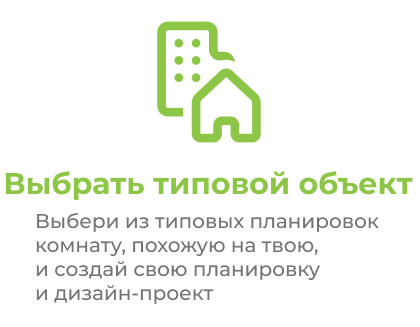 Выбрать типовой объект
Выбери из типовых планировок
комнату, похожую на твою,
и создай свою планировку
и дизайн-проект